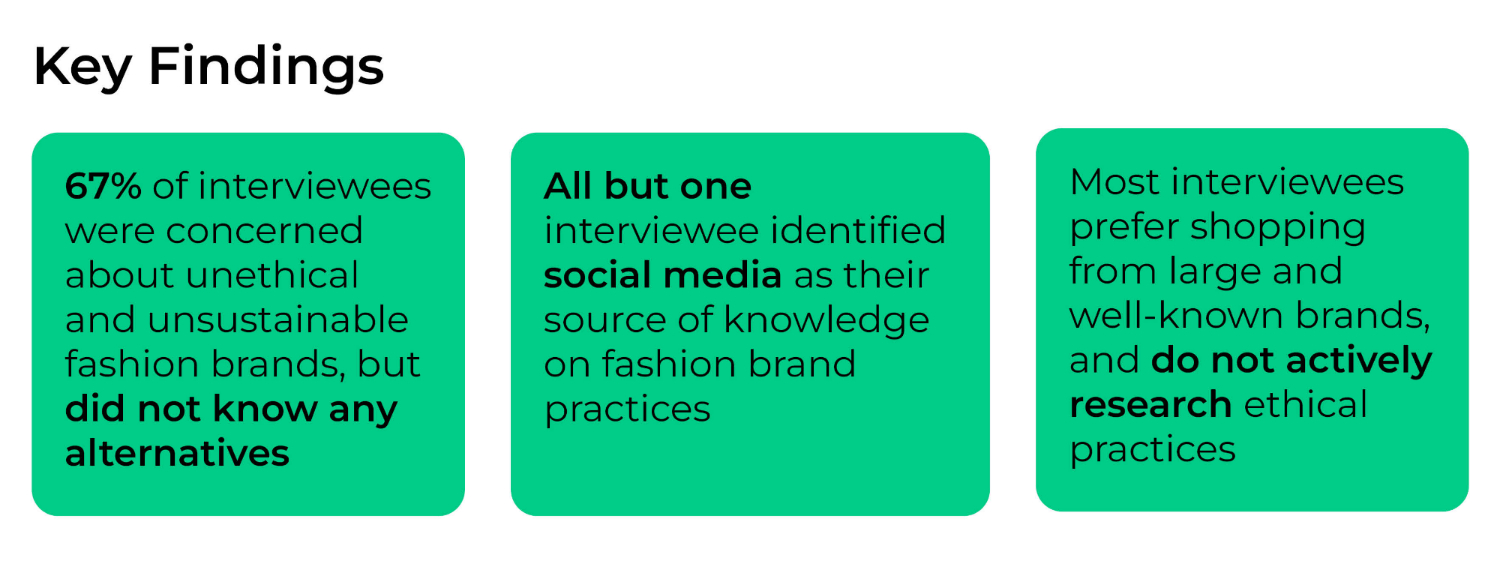 Key Findings
67% of interviewees
were concerned
about unethical
and unsustainable
fashion brands, but
did not know any
alternatives
All but one
interviewee identified
social media as their
source of knowledge
on fashion brand
practices
Most interviewees
prefer shopping
from large and
well-known brands,
and do not actively
research ethical
practices